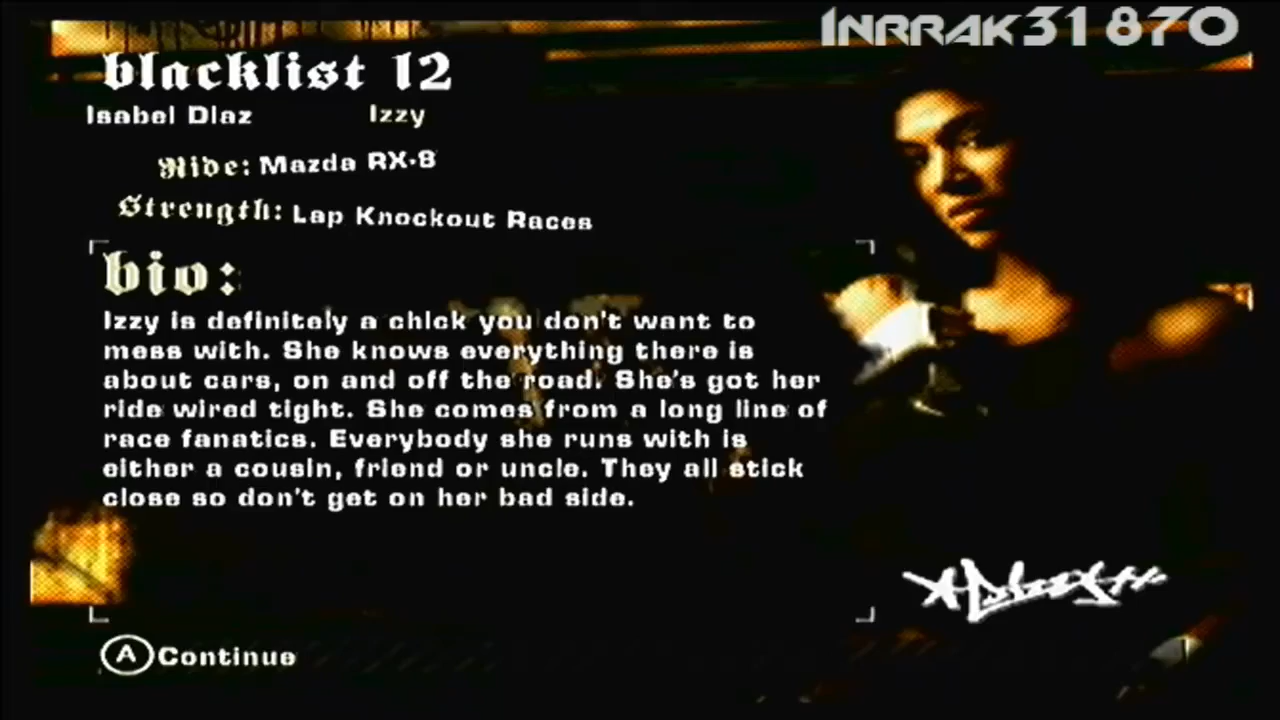 Inrrak31870
blacklist 12
Isabel Diaz Izzy
Ride: Mazda RX-8
Strength: Lap Knockout Races
bio:
Izzy is definitely a chick you don't want to
mess with. She knows everything there is
about cars, on and off the road. She's got her
ride wired tight. She comes from a long line of
race fanatics. Everybody she runs with is
either a cousin, friend or uncle. They all stick
close so don't get on her bad side.
A Continue